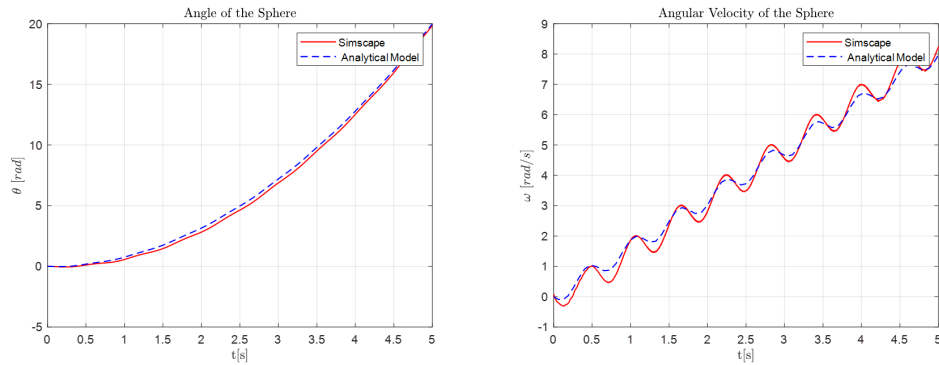 Angle of the Sphere
20
15
10
5
0
-5
θ [rad]
Simscape
Analytical Model
0 0.5 1 1.5 2 2.5 3 3.5 4 4.5 5
t[s]
Angular Velocity of the Sphere
9
8
7
6
5
4
3
2
1
0
-1
ω [rad/s]
Simscape
Analytical Model
0 0.5 1 1.5 2 2.5 3 3.5 4 4.5 5
t[s]